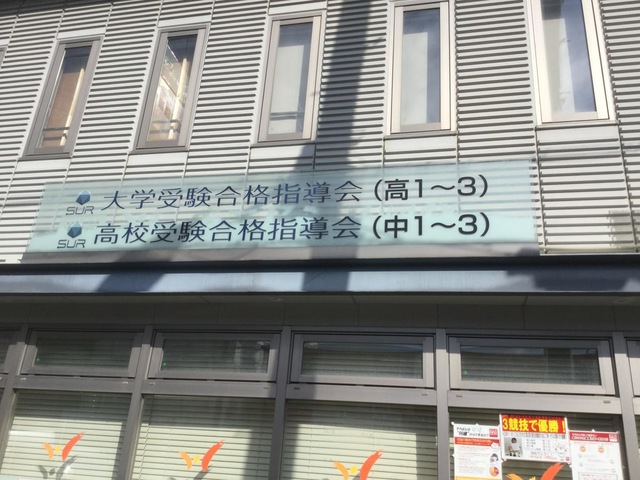 SUR 大学受験合格指導会 (高1〜3)
SUR 高校受験合格指導会 (中1〜3)
3競技で優勝!